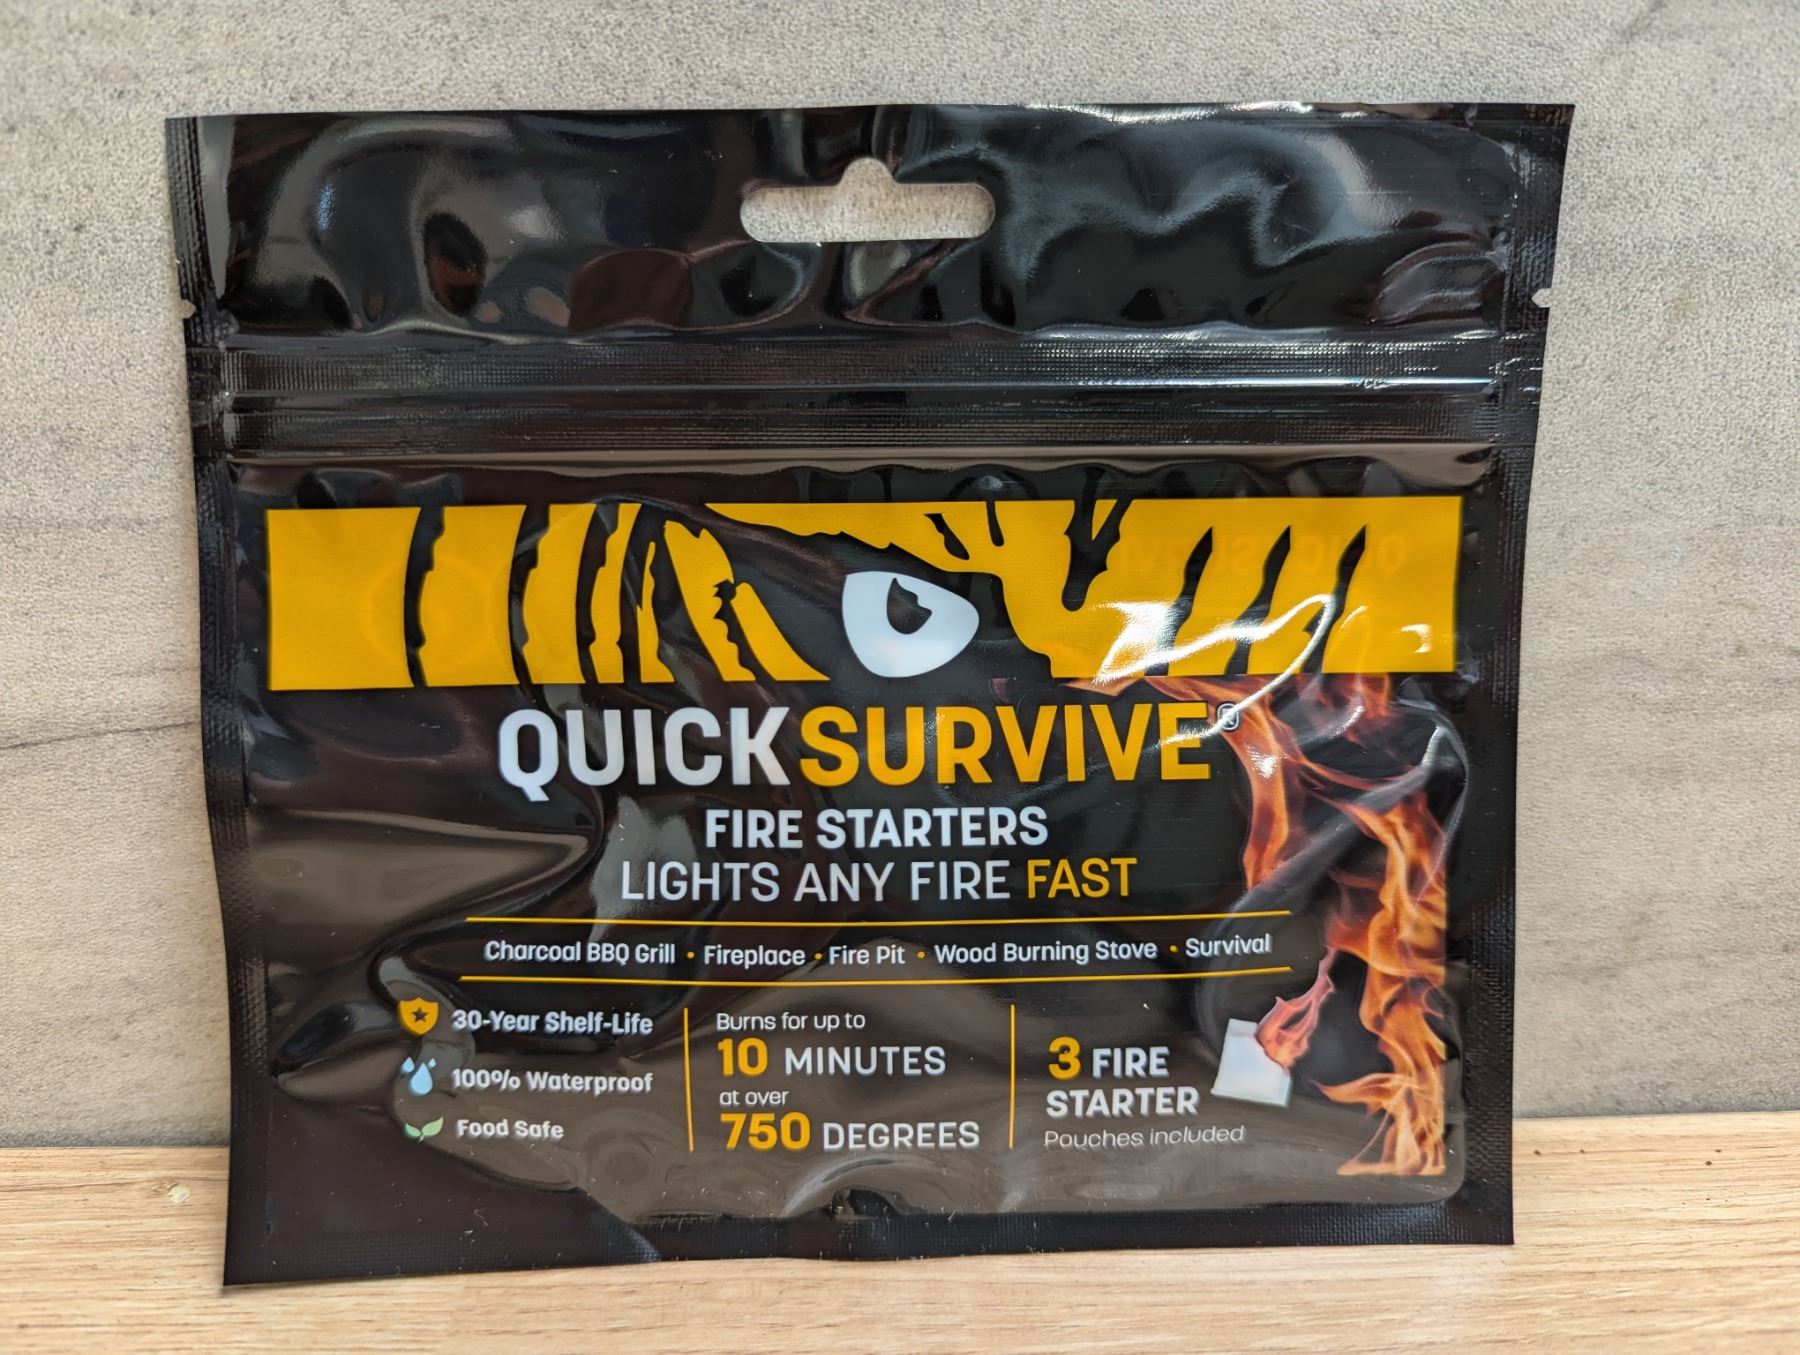 QUICKSURVIVE®
FIRE STARTERS
LIGHTS ANY FIRE FAST
Charcoal BBQ Grill • Fireplace • Fire Pit • Wood Burning Stove • Survival
30-Year Shelf-Life
100% Waterproof
Food Safe
Burns for up to
10 MINUTES
at over
750 DEGREES
3 FIRE
STARTER
Pouches included